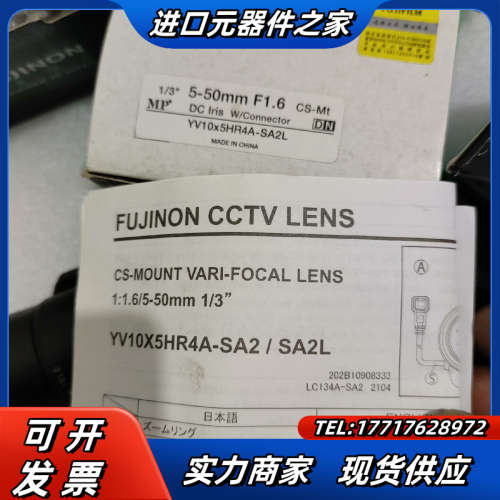 进口元器件之家
FUJINON
1/3" 5-50mm F1.6 CS-Mt
MP DC Iris W/Connector DN
YV10x5HR4A-SA2L
MADE IN CHINA
FUJINON CCTV LENS
CS-MOUNT VARI-FOCAL LENS
1:1.6/5-50mm 1/3”
YV10X5HR4A-SA2 / SA2L
A
S
202B10908333
LC134A-SA2 2104
日本語
ズームリング
TEL:17717628972
可开
发票
实力商家 现货供应